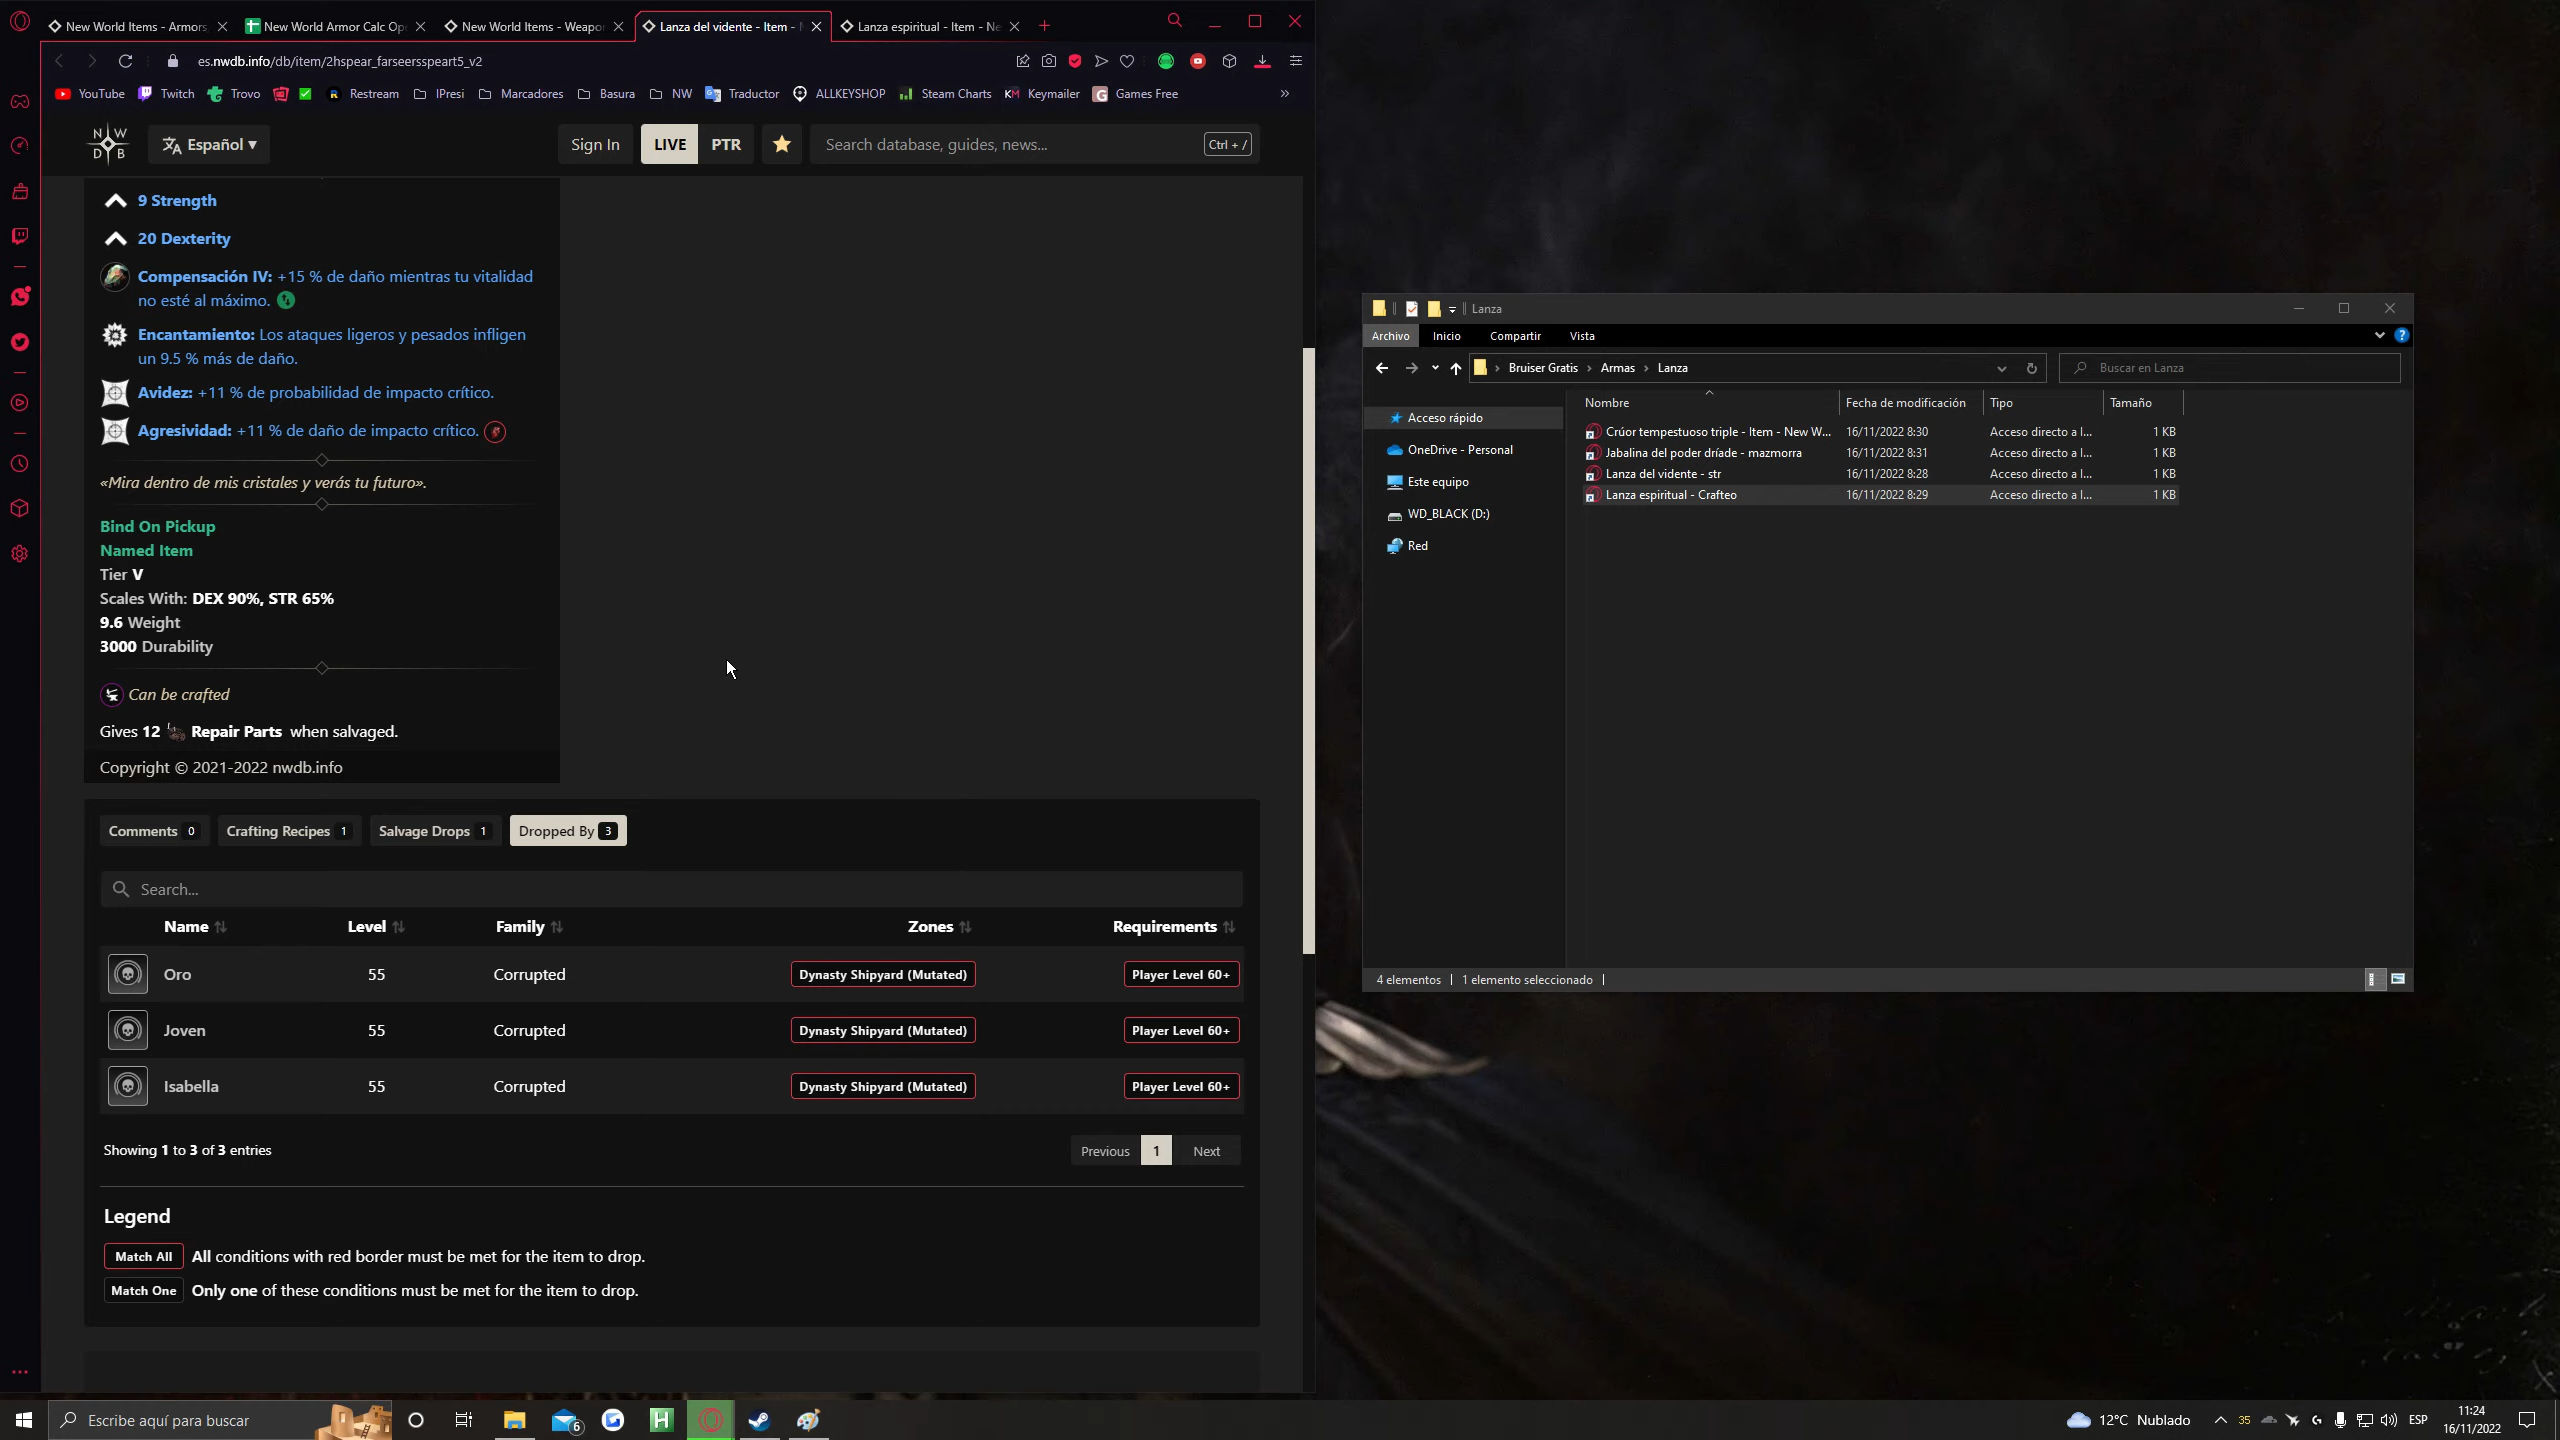 New World Items - Armors
New World Armor Calc Op
New World Items - Weapo
Lanza del vidente - Item -
Lanza espiritual - Item - Ne
es.nwdb.info/db/item/2hspear_farseersspeart5_v2
YouTube
Twitch
Trovo
Restream
IPresi
Marcadores
Basura
NW
Traductor
ALLKEYSHOP
Steam Charts
KM Keymailer
Games Free
»
N W
D B
Español ▾
Sign In
LIVE
PTR
Search database, guides, news...
Ctrl + /
9 Strength
20 Dexterity
Compensación IV: +15 % de daño mientras tu vitalidad
no esté al máximo.
Encantamiento: Los ataques ligeros y pesados infligen
un 9.5 % más de daño.
Avidez: +11 % de probabilidad de impacto crítico.
Agresividad: +11 % de daño de impacto crítico.
«Mira dentro de mis cristales y verás tu futuro».
Bind On Pickup
Named Item
Tier V
Scales With: DEX 90%, STR 65%
9.6 Weight
3000 Durability
Can be crafted
Gives 12 Repair Parts when salvaged.
Copyright © 2021-2022 nwdb.info
Comments 0
Crafting Recipes 1
Salvage Drops 1
Dropped By 3
Search...
Name Level Family Zones Requirements
Oro 55 Corrupted Dynasty Shipyard (Mutated) Player Level 60+
Joven 55 Corrupted Dynasty Shipyard (Mutated) Player Level 60+
Isabella 55 Corrupted Dynasty Shipyard (Mutated) Player Level 60+
Showing 1 to 3 of 3 entries
Previous 1 Next
Legend
Match All All conditions with red border must be met for the item to drop.
Match One Only one of these conditions must be met for the item to drop.
Lanza
Archivo Inicio Compartir Vista
Bruiser Gratis › Armas › Lanza
Buscar en Lanza
Acceso rápido
OneDrive - Personal
Este equipo
WD_BLACK (D:)
Red
Nombre Fecha de modificación Tipo Tamaño
Crúor tempestuoso triple - Item - New W... 16/11/2022 8:30 Acceso directo a I... 1 KB
Jabalina del poder dríade - mazmorra 16/11/2022 8:31 Acceso directo a I... 1 KB
Lanza del vidente - str 16/11/2022 8:28 Acceso directo a I... 1 KB
Lanza espiritual - Crafteo 16/11/2022 8:29 Acceso directo a I... 1 KB
4 elementos
1 elemento seleccionado
Escribe aquí para buscar
6
H
12°C Nublado
35
ESP
11:24
16/11/2022